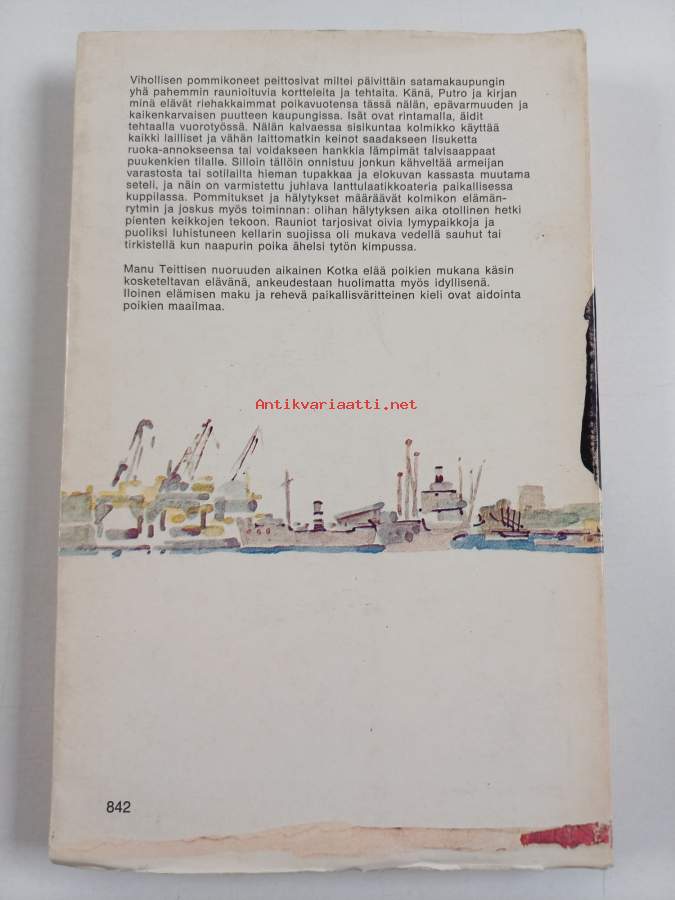 Vihollisen pommikoneet peittosivat miltei päivittäin satamakaupungin
yhä pahemmin raunioituvia kortteleita ja tehtaita. Känä, Putro ja kirjan
minä elävät riehakkaimmat poikavuotensa tässä nälän, epävarmuuden ja
kaikenkarvaisen puutteen kaupungissa. Isät ovat rintamalla, äidit
tehtaalla vuorotyössä. Nälän kalvaessa sisikuntaa kolmikko käyttää
kaikki lailliset ja vähän laittomatkin keinot saadakseen lisuketta
ruoka-annokseensa tai voidakseen hankkia lämpimät talvisaappaat
puukenkien tilalle. Silloin tällöin onnistuu jonkun kähveltää armeijan
varastosta tai sotilailta hieman tupakkaa ja elokuvan kassasta muutama
seteli, ja näin on varmistettu juhlava lanttulaatikkoateria paikallisessa
kuppilassa. Pommitukset ja hälytykset määräävät kolmikon elämän-
rytmin ja joskus myös toiminnan: olihan hälytyksen aika otollinen hetki
pienten keikkojen tekoon. Rauniot tarjosivat oivia lymypaikkoja ja
puoliksi luhistuneen kellarin suojissa oli mukava vedellä sauhut tai
tirkistellä kun naapurin poika ähelsi tytön kimpussa.
Manu Teittisen nuoruuden aikainen Kotka elää poikien mukana käsin
kosketeltavan elävänä, ankeudestaan huolimatta myös idyllisenä.
Iloinen elämisen maku ja rehevä paikallisväritteinen kieli ovat aidointa
poikien maailmaa.
Antikvariaatti.net
842